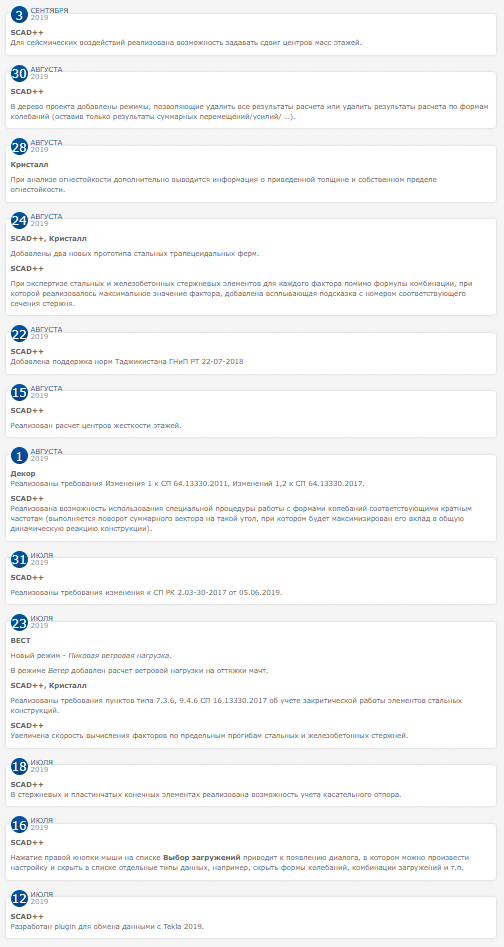 3 СЕНТЯБРЯ
2019
SCAD++
Для сейсмических воздействий реализована возможность задавать сдвиг центров масс этажей.
30 АВГУСТА
2019
SCAD++
В дерево проекта добавлены режимы, позволяющие удалить все результаты расчета или удалить результаты расчета по формам
колебаний (оставив только результаты суммарных перемещений/усилий/ ...).
28 АВГУСТА
2019
Кристалл
При анализе огнестойкости дополнительно выводится информация о приведенной толщине и собственном пределе
огнестойкости.
24 АВГУСТА
2019
SCAD++, Кристалл
Добавлены два новых прототипа стальных трапецеидальных ферм.
SCAD++
При экспертизе стальных и железобетонных стержневых элементов для каждого фактора помимо формулы комбинации, при
которой реализовалось максимальное значение фактора, добавлена всплывающая подсказка с номером соответствующего
сечения стержня.
22 АВГУСТА
2019
SCAD++
Добавлена поддержка норм Таджикистана ГНиП РТ 22-07-2018
15 АВГУСТА
2019
SCAD++
Реализован расчет центров жесткости этажей.
1 АВГУСТА
2019
Декор
Реализованы требования Изменения 1 к СП 64.13330.2011, Изменений 1,2 к СП 64.13330.2017.
SCAD++
Реализована возможность использования специальной процедуры работы с формами колебаний соответствующими кратным
частотам (выполняется поворот суммарного вектора на такой угол, при котором будет максимизирован его вклад в общую
динамическую реакцию конструкции).
31 ИЮЛЯ
2019
SCAD++
Реализованы требования изменения к СП РК 2.03-30-2017 от 05.06.2019.
23 ИЮЛЯ
2019
ВЕСТ
Новый режим - Пиковая ветровая нагрузка.
В режиме Ветер добавлен расчет ветровой нагрузки на оттяжки мачт.
SCAD++, Кристалл
Реализованы требования пунктов типа 7.3.6, 9.4.6 СП 16.13330.2017 об учете закритической работы элементов стальных
конструкций.
SCAD++
Увеличена скорость вычисления факторов по предельным прогибам стальных и железобетонных стержней.
18 ИЮЛЯ
2019
SCAD++
В стержневых и пластинчатых конечных элементах реализована возможность учета касательного отпора.
16 ИЮЛЯ
2019
SCAD++
Нажатие правой кнопки мыши на списке Выбор загружений приводит к появлению диалога, в котором можно произвести
настройку и скрыть в списке отдельные типы данных, например, скрыть формы колебаний, комбинации загружений и т.п.
12 ИЮЛЯ
2019
SCAD++
Разработан plugin для обмена данными с Tekla 2019.